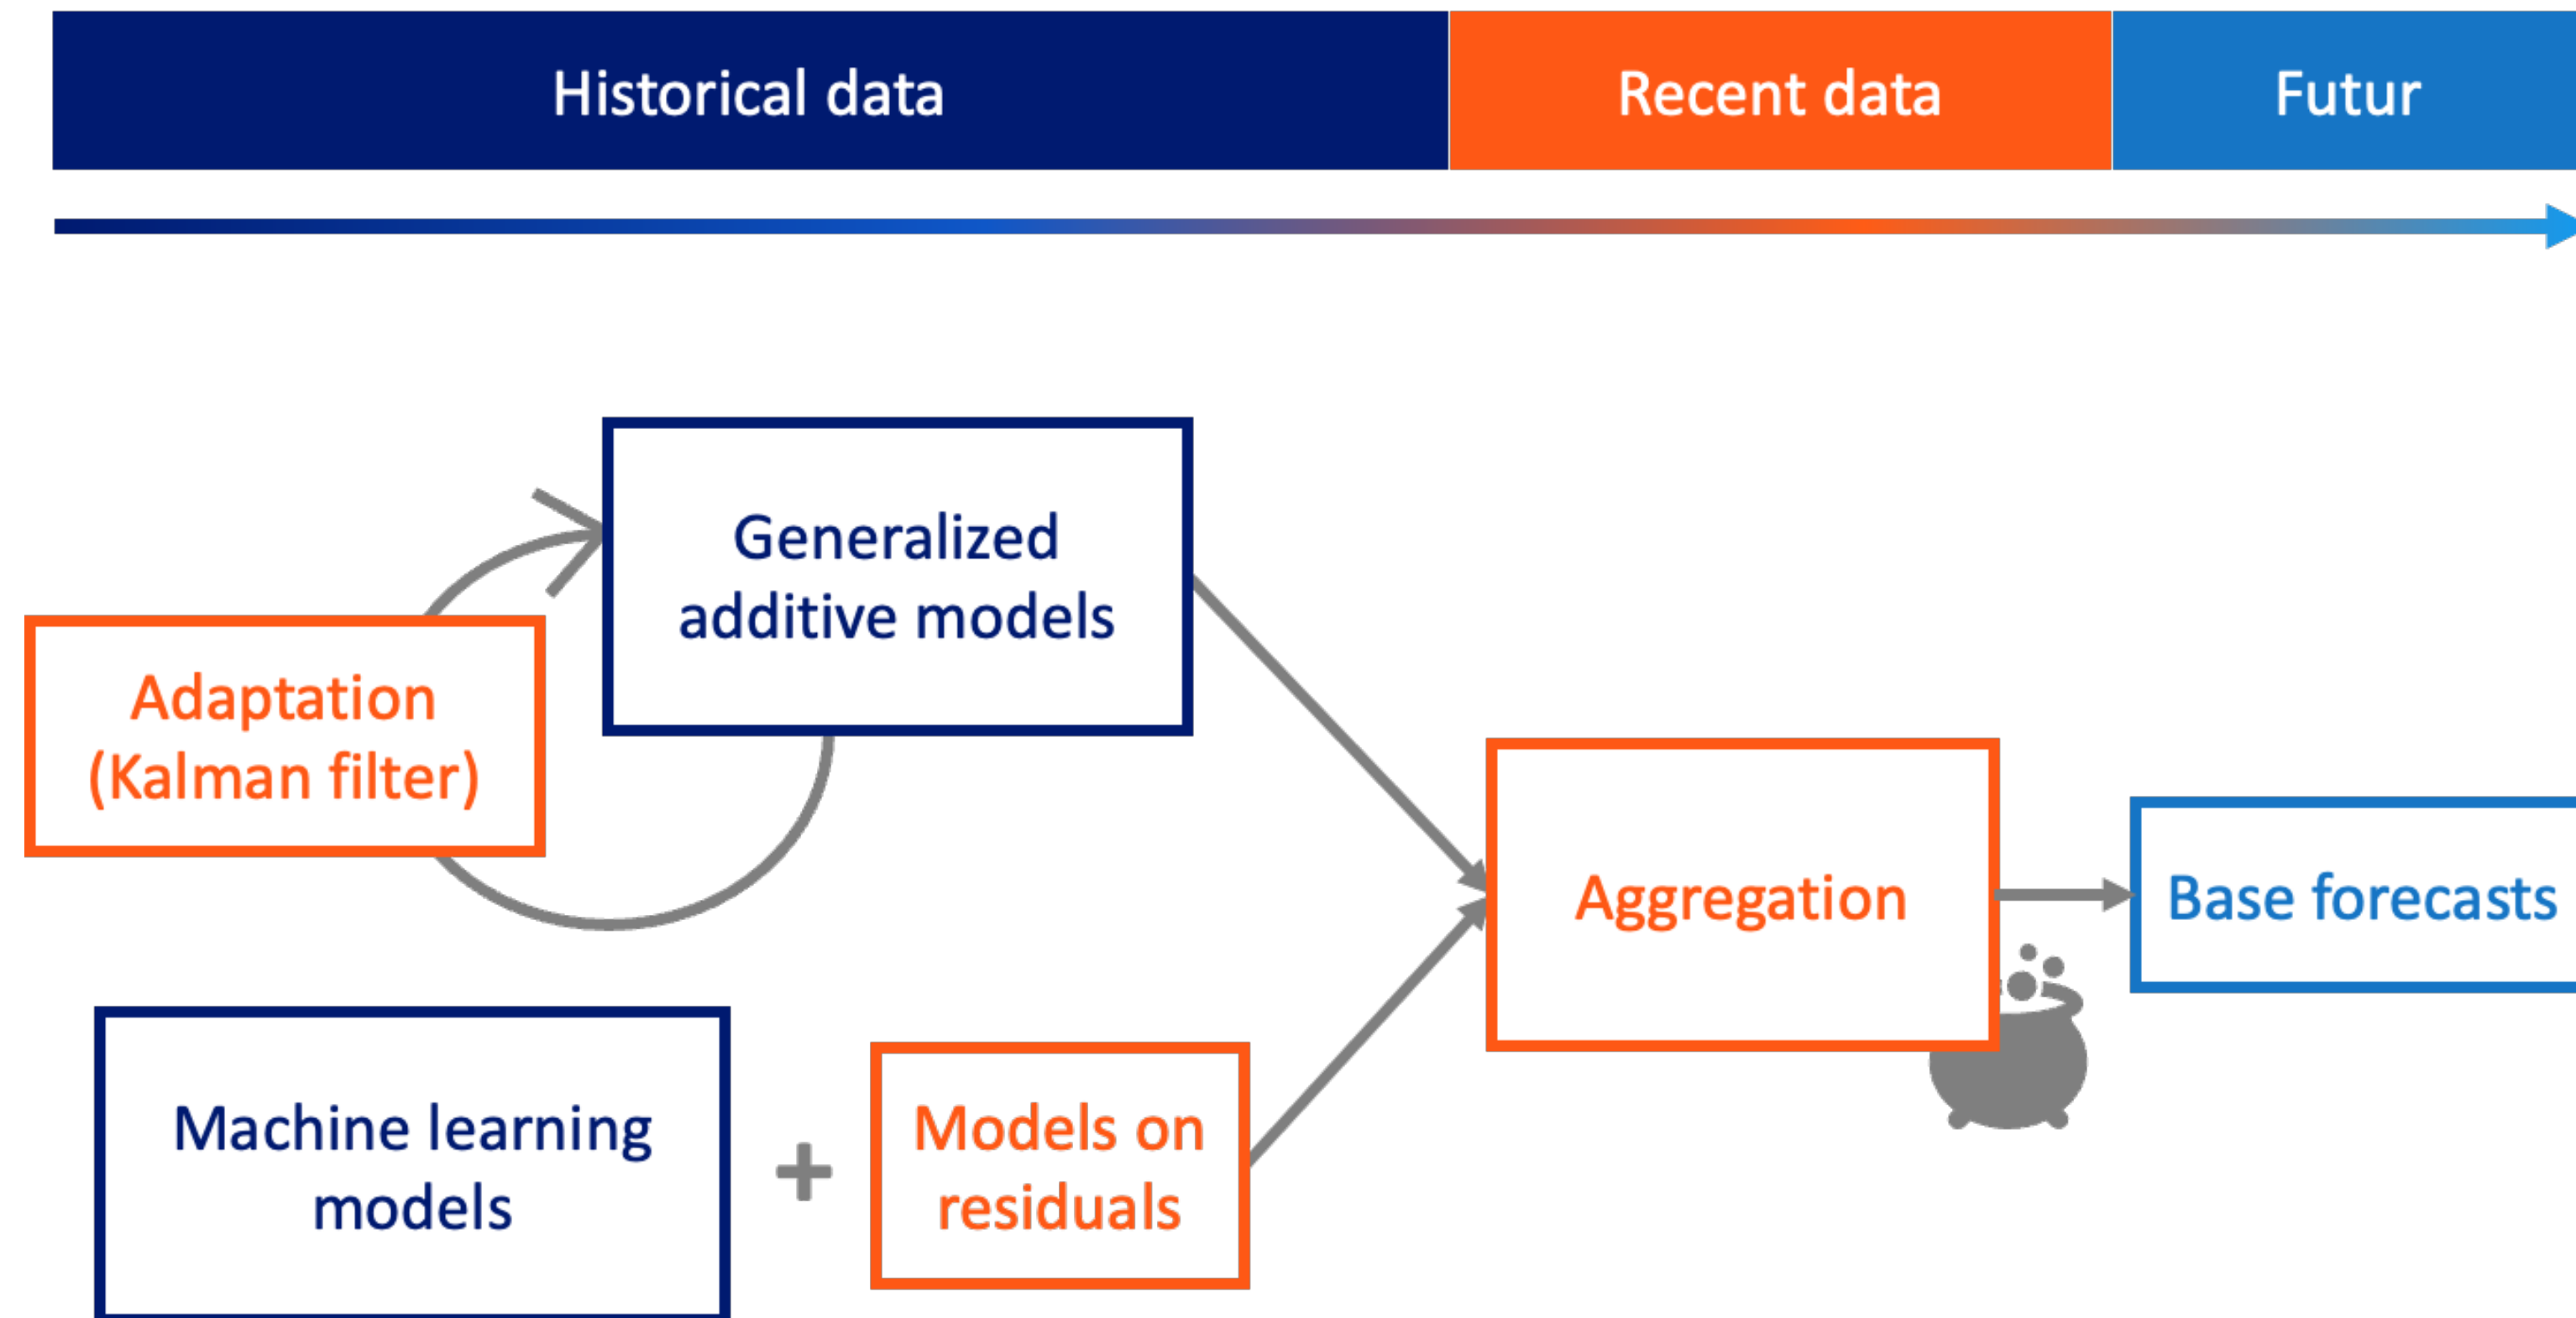 Historical data
Recent data
Futur
Generalized
additive models
Adaptation
(Kalman filter)
Aggregation
Base forecasts
Machine learning
models
+
Models on
residuals